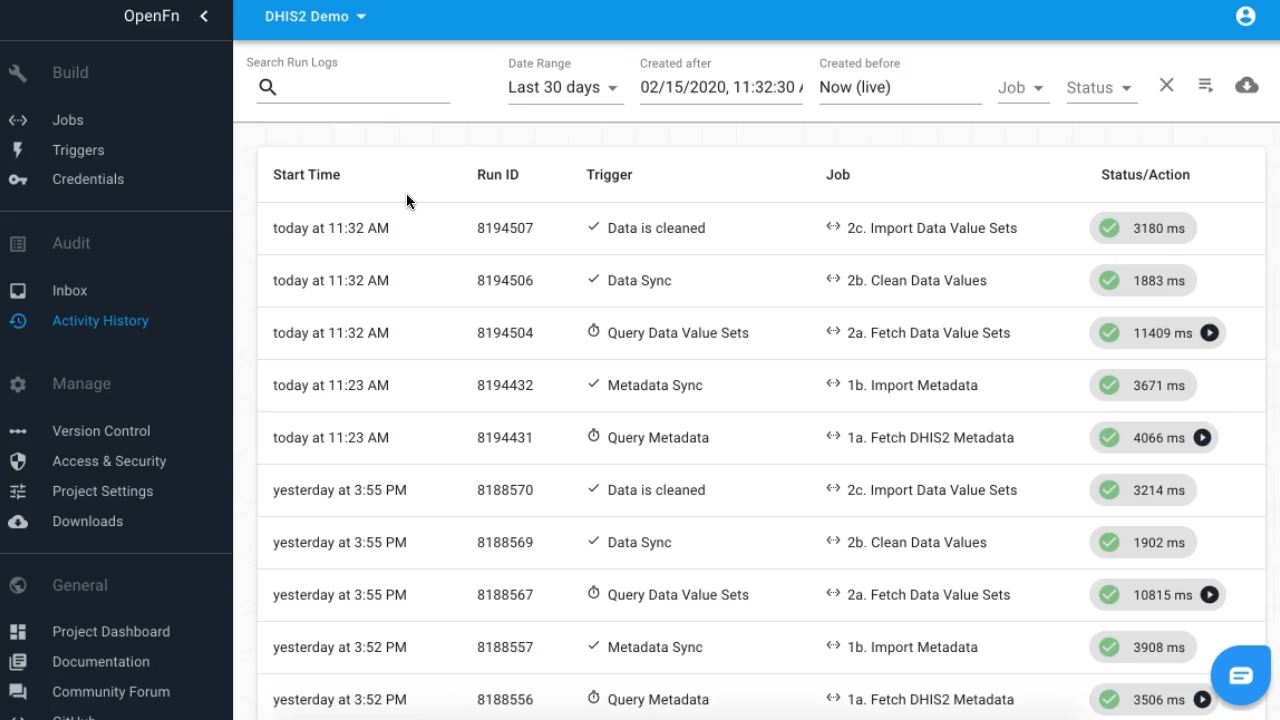 OpenFn
Build
Jobs
Triggers
Credentials
Audit
Inbox
Activity History
Manage
Version Control
Access & Security
Project Settings
Downloads
General
Project Dashboard
Documentation
Community Forum
GitHub
DHIS2 Demo
Search Run Logs
Date Range
Last 30 days
Created after
02/15/2020, 11:32:30
Created before
Now (live)
Job
Status
Start Time Run ID Trigger Job Status/Action
today at 11:32 AM 8194507 Data is cleaned 2c. Import Data Value Sets 3180 ms
today at 11:32 AM 8194506 Data Sync 2b. Clean Data Values 1883 ms
today at 11:32 AM 8194504 Query Data Value Sets 2a. Fetch Data Value Sets 11409 ms
today at 11:23 AM 8194432 Metadata Sync 1b. Import Metadata 3671 ms
today at 11:23 AM 8194431 Query Metadata 1a. Fetch DHIS2 Metadata 4066 ms
yesterday at 3:55 PM 8188570 Data is cleaned 2c. Import Data Value Sets 3214 ms
yesterday at 3:55 PM 8188569 Data Sync 2b. Clean Data Values 1902 ms
yesterday at 3:55 PM 8188567 Query Data Value Sets 2a. Fetch Data Value Sets 10815 ms
yesterday at 3:52 PM 8188557 Metadata Sync 1b. Import Metadata 3908 ms
yesterday at 3:52 PM 8188556 Query Metadata 1a. Fetch DHIS2 Metadata 3506 ms